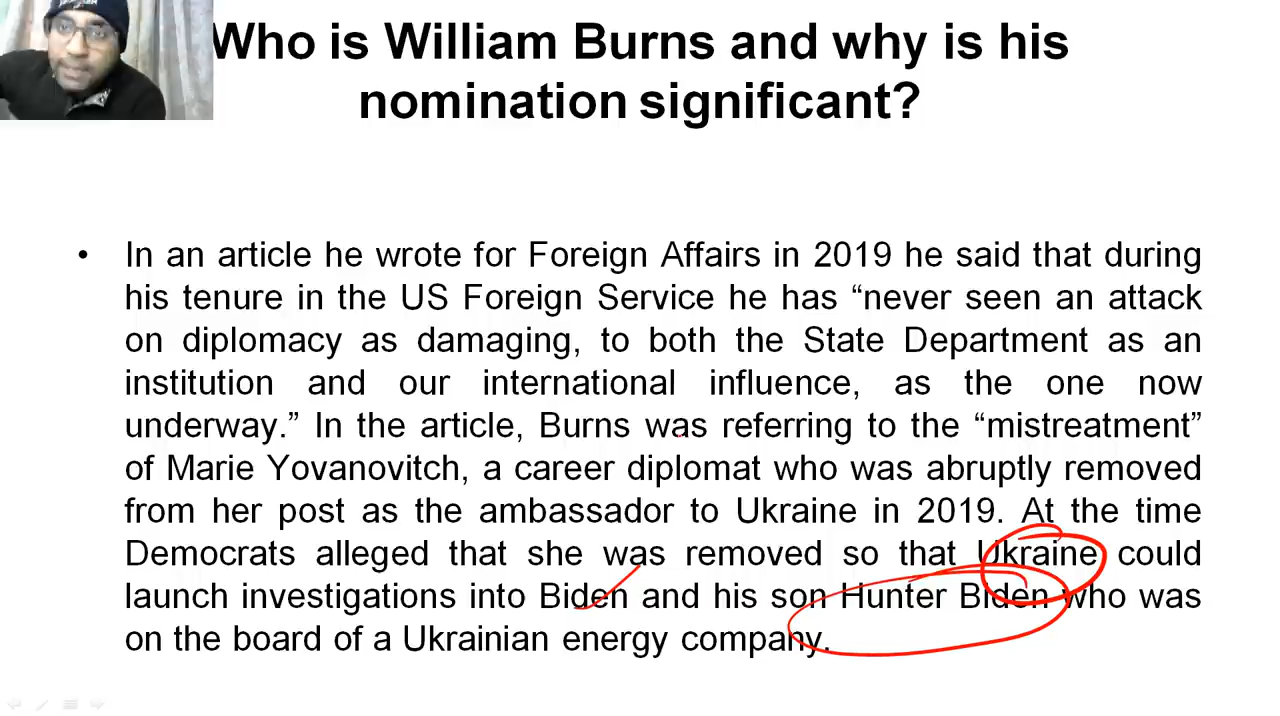 Who is William Burns and why is his
nomination significant?
• In an article he wrote for Foreign Affairs in 2019 he said that during
his tenure in the US Foreign Service he has “never seen an attack
on diplomacy as damaging, to both the State Department as an
institution and our international influence, as the one now
underway.” In the article, Burns was referring to the “mistreatment”
of Marie Yovanovitch, a career diplomat who was abruptly removed
from her post as the ambassador to Ukraine in 2019. At the time
Democrats alleged that she was removed so that Ukraine could
launch investigations into Biden and his son Hunter Biden who was
on the board of a Ukrainian energy company.